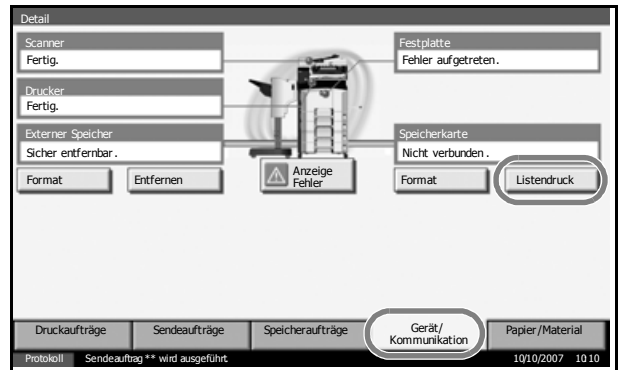 Detail
Scanner
Fertig.
Festplatte
Fehler aufgetreten.
Drucker
Fertig.
Externer Speicher
Sicher entfernbar.
Speicherkarte
Nicht verbunden.
Format
Entfernen
Anzeige
Fehler
Format
Listendruck
Druckaufträge
Sendeaufträge
Speicheraufträge
Gerät/
Kommunikation
Papier/Material
Protokoll
Sendeauftrag ** wird ausgeführt.
10/10/2007 10:10